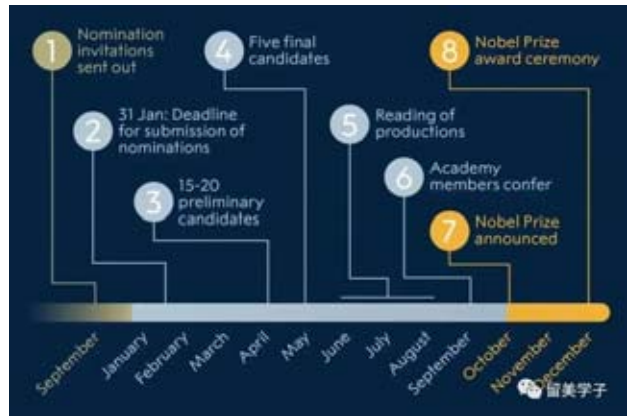 1
Nomination
invitations
sent out
2
31 Jan: Deadline
for submission of
nominations
3
15-20
preliminary
candidates
4
Five final
candidates
5
Reading of
productions
6
Academy
members confer
7
Nobel Prize
announced
8
Nobel Prize
award ceremony
September
January
February
March
April
May
June
July
August
September
October
November
December
留美学子